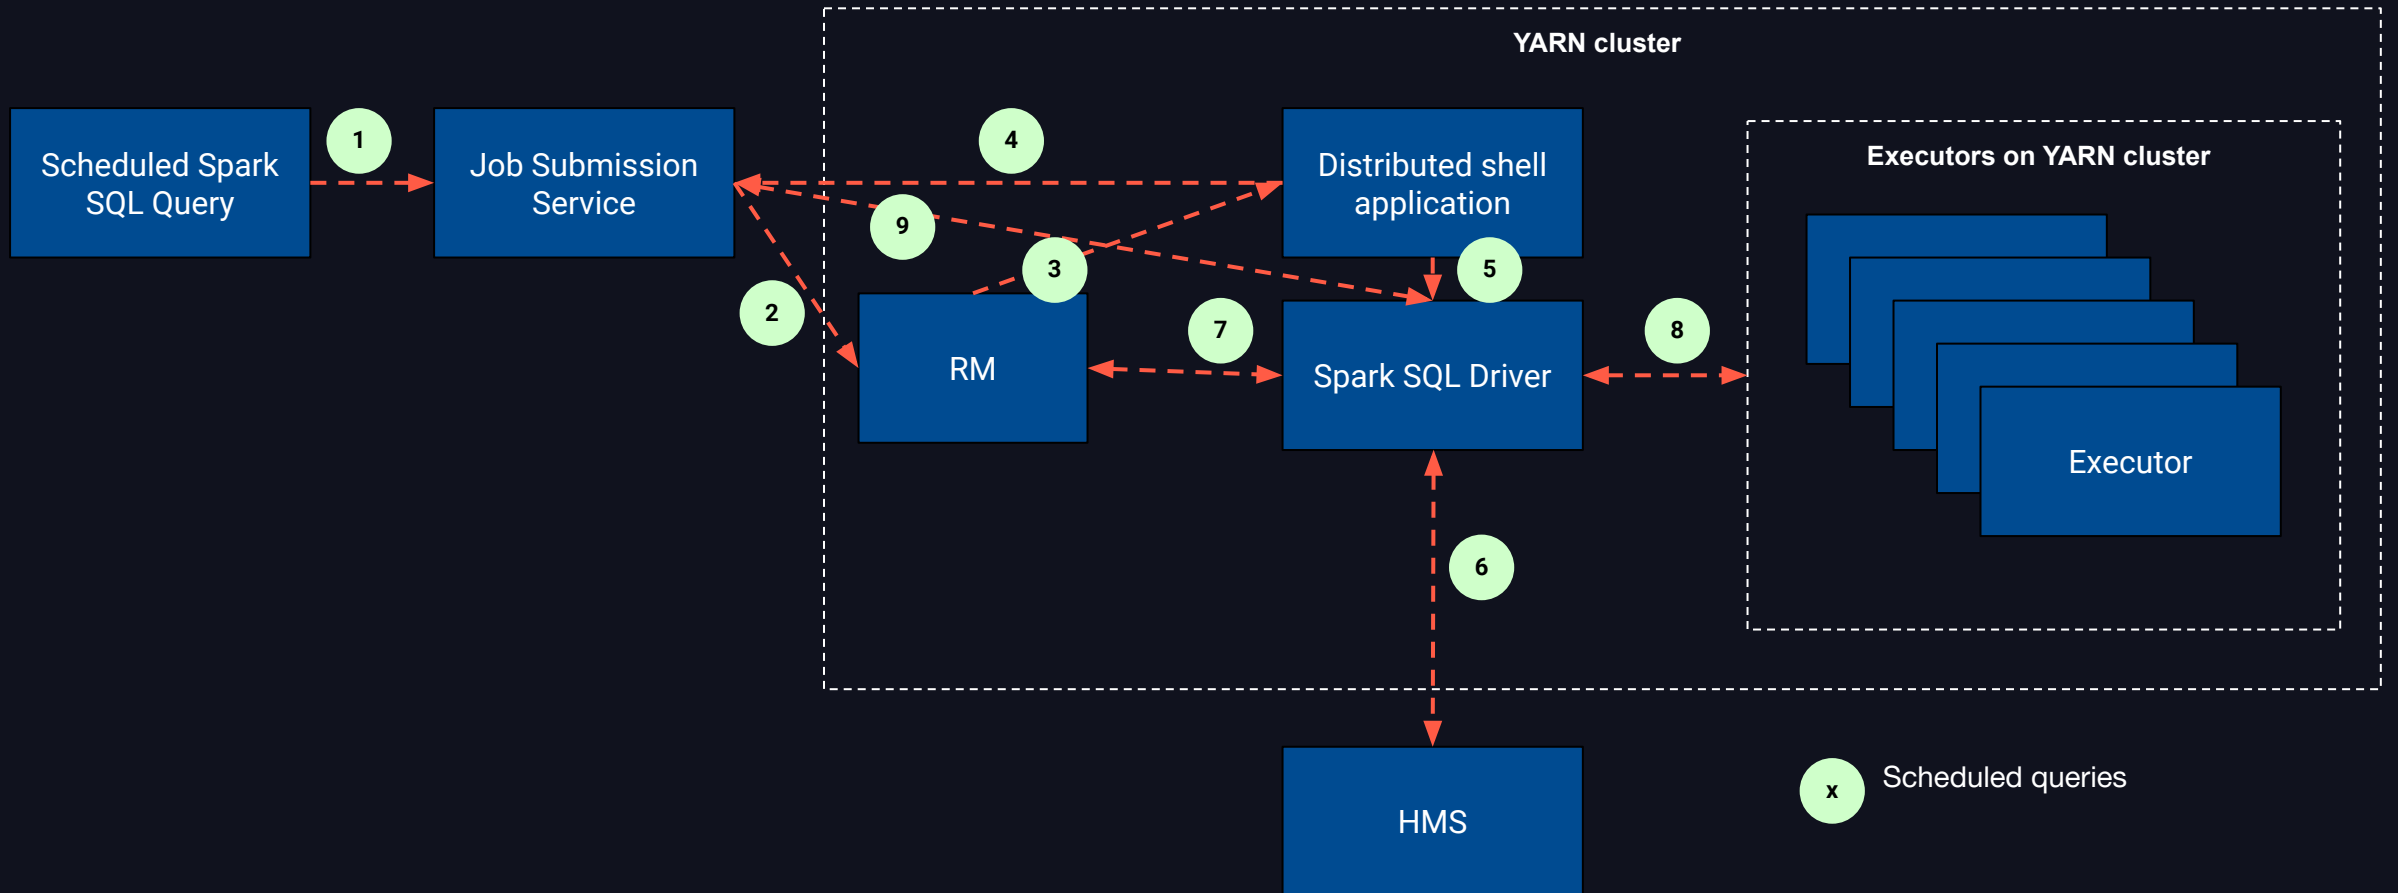 YARN cluster
1
4
Scheduled Spark
SQL Query
Job Submission
Service
Distributed shell
application
Executors on YARN cluster
9
3
5
2
7
8
RM
Spark SQL Driver
Executor
6
x
Scheduled queries
HMS